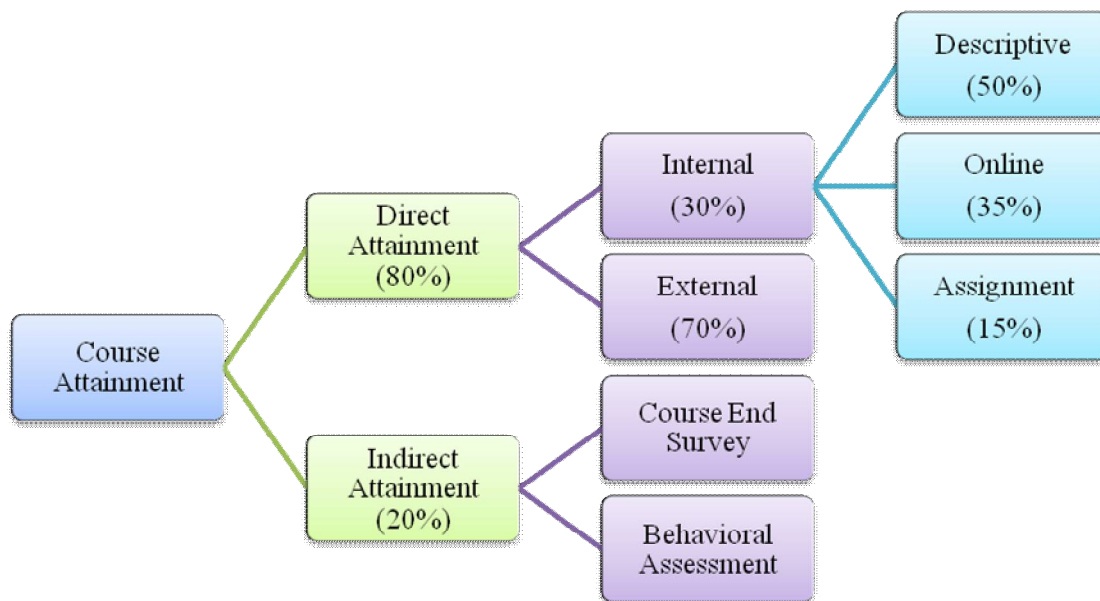 Course
Attainment
Direct
Attainment
(80%)
Indirect
Attainment
(20%)
Internal
(30%)
External
(70%)
Course End
Survey
Behavioral
Assessment
Descriptive
(50%)
Online
(35%)
Assignment
(15%)